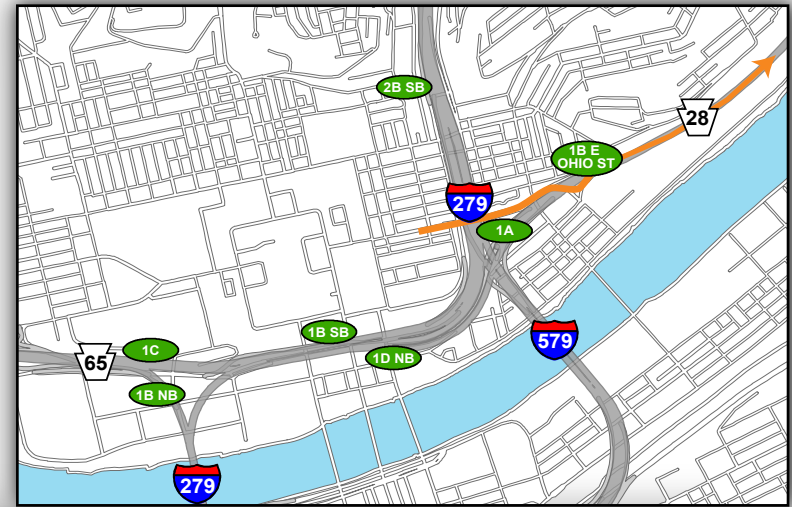 2B SB
28
1B E
OHIO ST
279
1A
1B SB
579
1C
1D NB
65
1B NB
279